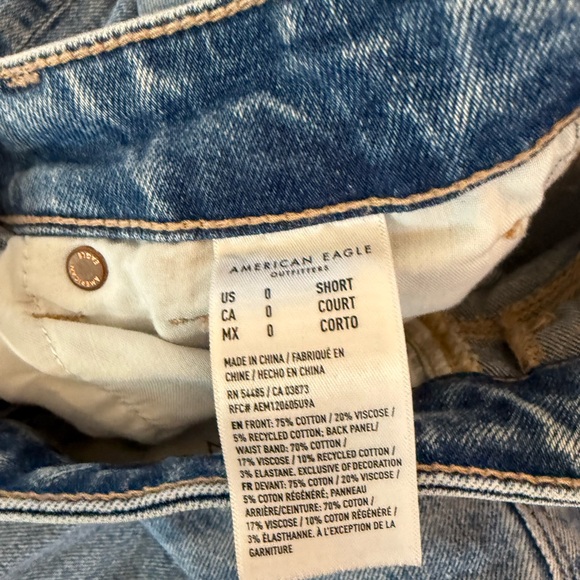 AMERICAN EAGLE
OUTFITTERS
US 0 SHORT
CA 0 COURT
MX 0 CORTO
MADE IN CHINA / FABRIQUÉ EN
CHINE / HECHO EN CHINA
RN 54485 / CA 03873
RFC# AEM120605U9A
EN FRONT: 75% COTTON / 20% VISCOSE /
5% RECYCLED COTTON; BACK PANEL/
WAIST BAND: 70% COTTON/
17% VISCOSE / 10% RECYCLED COTTON/
3% ELASTANE. EXCLUSIVE OF DECORATION
FR DEVANT: 75% COTON / 20% VISCOSE /
5% COTON RÉGÉNÉRÉ; PANNEAU
ARRIÈRE/CEINTURE: 70% COTON/
17% VISCOSE / 10% COTON RÉGÉNÉRÉ /
3% ÉLASTHANNE. À L'EXCEPTION DE LA
GARNITURE